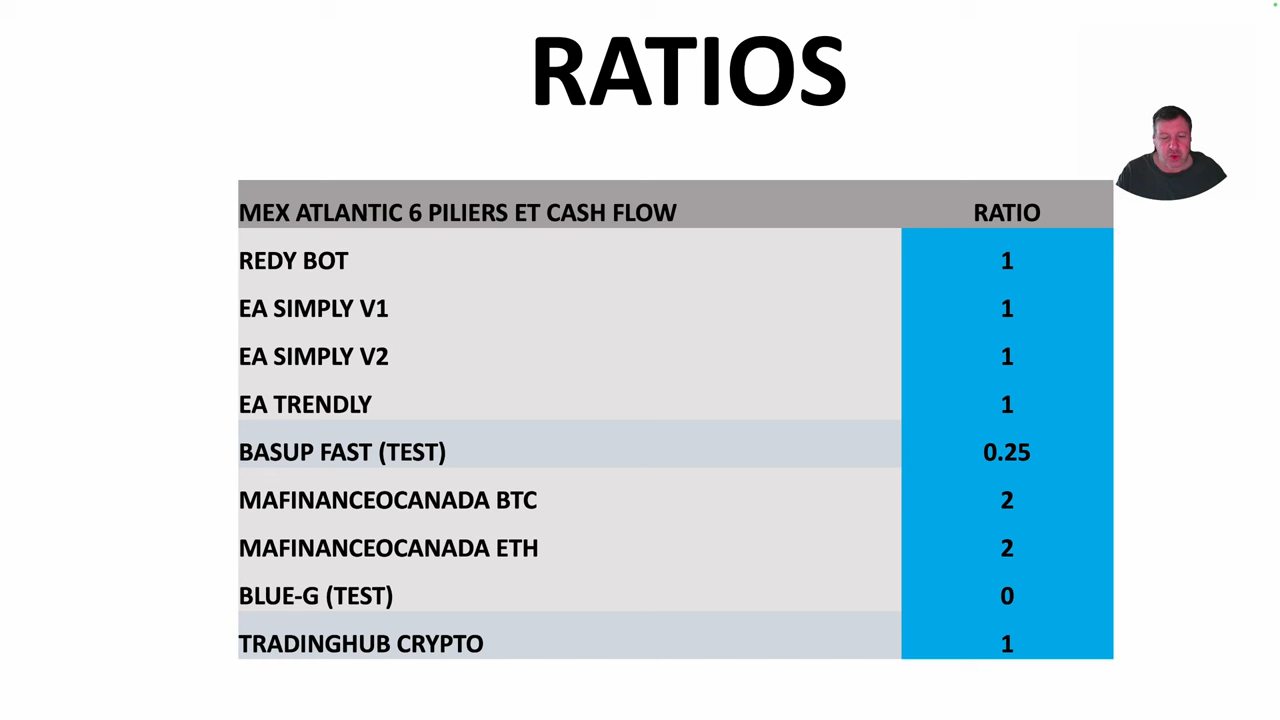 RATIOS
MEX ATLANTIC 6 PILIERS ET CASH FLOW RATIO
REDY BOT 1
EA SIMPLY V1 1
EA SIMPLY V2 1
EA TRENDLY 1
BASUP FAST (TEST) 0.25
MAFINANCEOCANADA BTC 2
MAFINANCEOCANADA ETH 2
BLUE-G (TEST) 0
TRADINGHUB CRYPTO 1